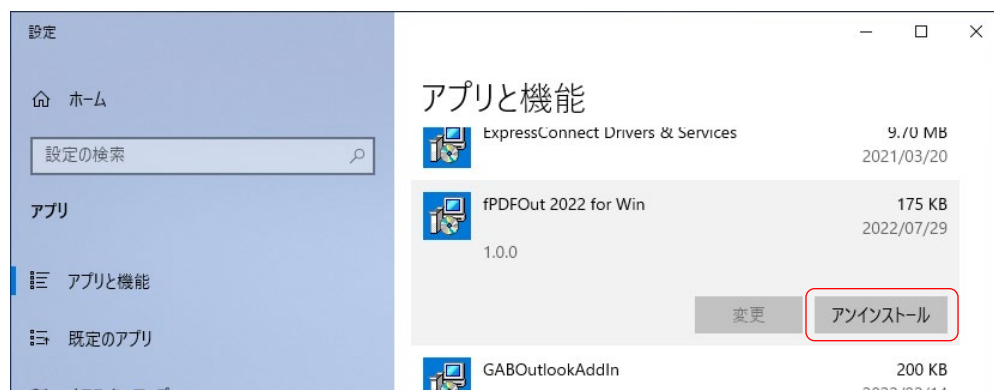 設定
ホーム
設定の検索
アプリ
アプリと機能
既定のアプリ
アプリと機能
ExpressConnect Drivers & Services
9.70 MB
2021/03/20
fPDFOut 2022 for Win
175 KB
2022/07/29
1.0.0
変更
アンインストール
GABOutlookAddIn
200 KB